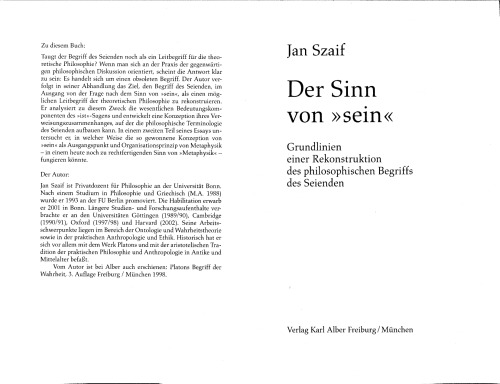 Zu diesem Buch:
Taugt der Begriff des Seienden noch als ein Leitbegriff für die theo-
retische Philosophie? Wenn man sich an der Praxis der gegenwärti-
gen philosophischen Diskussion orientiert, scheint die Antwort klar
zu sein: Es handelt sich um einen obsoleten Begriff. Der Autor ver-
folgt in seiner Abhandlung das Ziel, den Begriff des Seienden, im
Ausgang von der Frage nach dem Sinn von »sein«, als einen mög-
lichen Leitbegriff der theoretischen Philosophie zu rekonstruieren.
Er analysiert zu diesem Zweck die wesentlichen Bedeutungskom-
ponenten des »ist«-Sagens und entwickelt eine Konzeption ihres Ver-
weisungszusammenhanges, auf der die philosophische Terminologie
des Seienden aufbauen kann. In einem zweiten Teil seines Essays un-
tersucht er, in welcher Weise die so gewonnene Konzeption von
»sein« als Ausgangspunkt und Organisationsprinzip von Metaphysik
– in einem heute noch zu rechtfertigenden Sinn von »Metaphysik« –
fungieren könnte.
Der Autor:
Jan Szaif ist Privatdozent für Philosophie an der Universität Bonn.
Nach einem Studium in Philosophie und Griechisch (M.A. 1988)
wurde er 1993 an der FU Berlin promoviert. Die Habilitation erwarb
er 2001 in Bonn. Längere Studien- und Forschungsaufenthalte ver-
brachte er an den Universitäten Göttingen (1989/90), Cambridge
(1990/91), Oxford (1997/98) und Harvard (2002). Seine Arbeits-
schwerpunkte liegen im Bereich der Ontologie und Wahrheitstheorie
sowie in der praktischen Anthropologie und Ethik. Historisch hat er
sich vor allem mit dem Werk Platons und mit der aristotelischen Tra-
dition der praktischen Philosophie und Anthropologie in Antike und
Mittelalter befaßt.
Vom Autor ist bei Alber auch erschienen: Platons Begriff der
Wahrheit, 3. Auflage Freiburg / München 1998.
Jan Szaif
Der Sinn
von »sein«
Grundlinien
einer Rekonstruktion
des philosophischen Begriffs
des Seienden
Verlag Karl Alber Freiburg / München